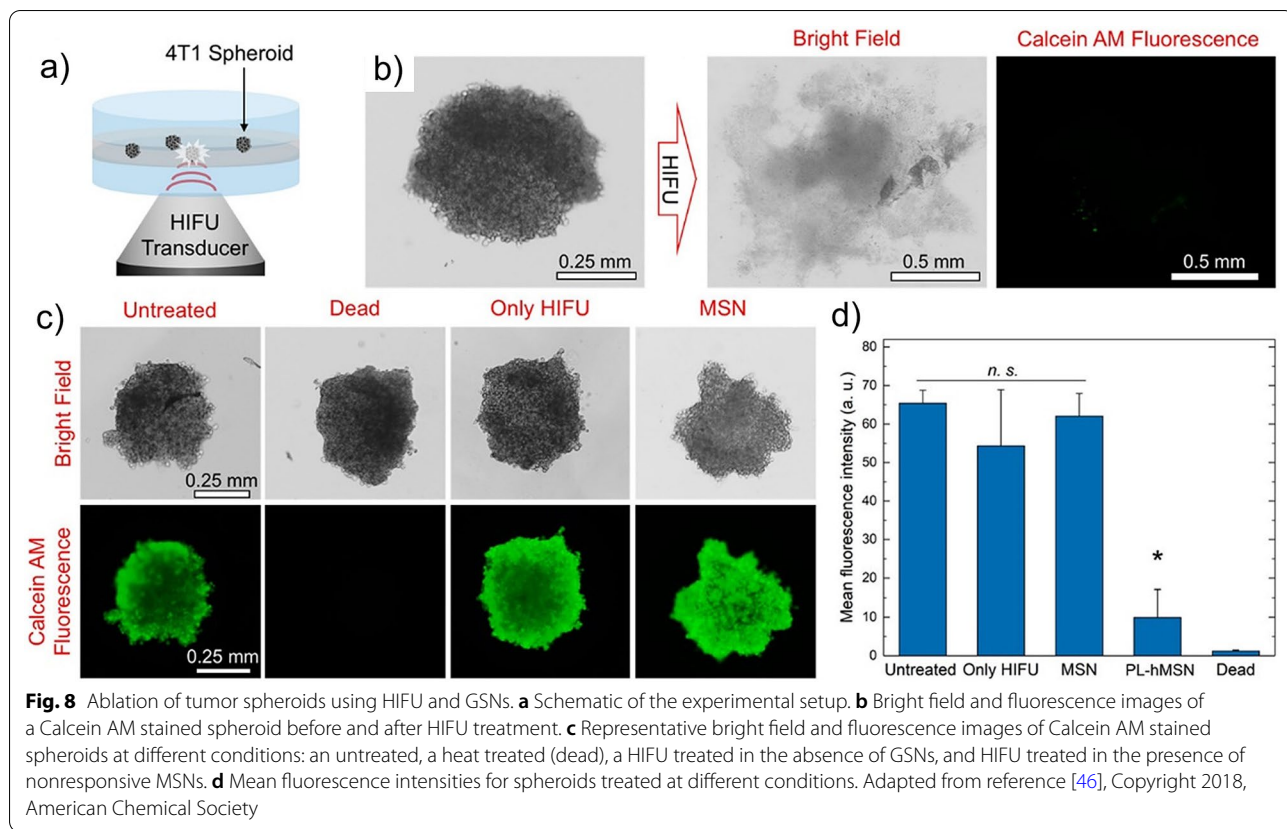 a)
4T1 Spheroid
HIFU
Transducer
b)
0.25 mm
HIFU
Bright Field
0.5 mm
Calcein AM Fluorescence
0.5 mm
c)
Untreated
Dead
Only HIFU
MSN
Bright Field
0.25 mm
Calcein AM
Fluorescence
0.25 mm
d)
Mean fluorescence intensity (a. u.)
80
70
60
50
40
30
20
10
0
n. s.
*
Untreated
Only HIFU
MSN
PL-hMSN
Dead
Fig. 8 Ablation of tumor spheroids using HIFU and GSNs. a Schematic of the experimental setup. b Bright field and fluorescence images of
a Calcein AM stained spheroid before and after HIFU treatment. c Representative bright field and fluorescence images of Calcein AM stained
spheroids at different conditions: an untreated, a heat treated (dead), a HIFU treated in the absence of GSNs, and HIFU treated in the presence of
nonresponsive MSNs. d Mean fluorescence intensities for spheroids treated at different conditions. Adapted from reference [46], Copyright 2018,
American Chemical Society